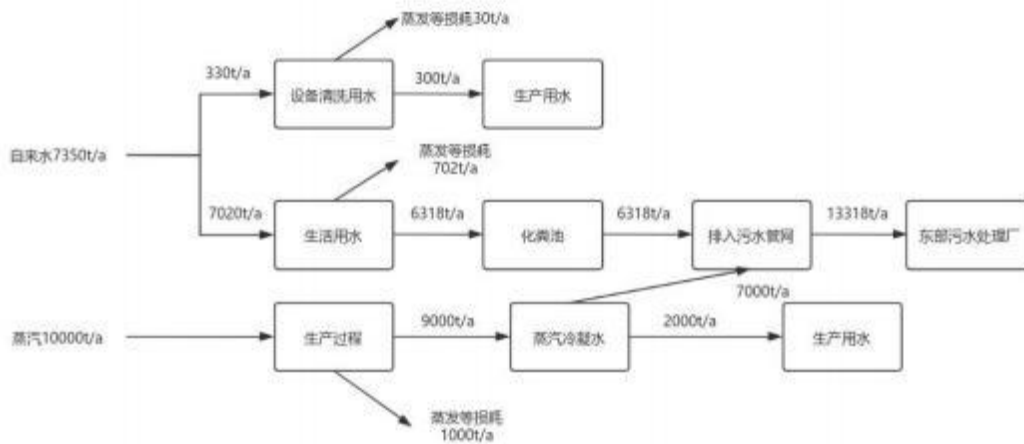 蒸发等损耗30t/a
330t/a
设备清洗用水
300t/a
生产用水
自来水7350t/a
蒸发等损耗
702t/a
7020t/a
生活用水
6318t/a
化粪池
6318t/a
排入污水管网
13318t/a
东部污水处理厂
7000t/a
蒸汽10000t/a
生产过程
9000t/a
蒸汽冷凝水
2000t/a
生产用水
蒸发等损耗
1000t/a